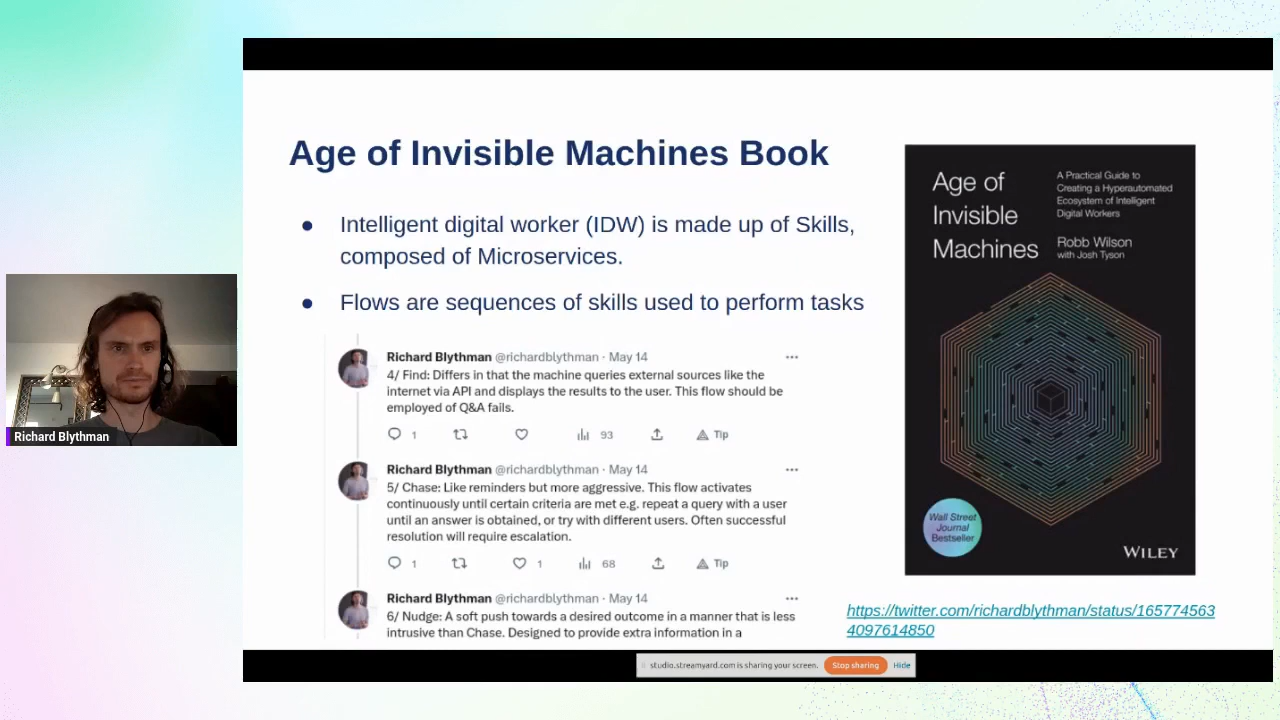 Age of Invisible Machines Book
● Intelligent digital worker (IDW) is made up of Skills,
composed of Microservices.
● Flows are sequences of skills used to perform tasks
Richard Blythman @richardblythman · May 14 ...
4/ Find: Differs in that the machine queries external sources like the
internet via API and displays the results to the user. This flow should be
employed of Q&A fails.
1 93 Tip
Richard Blythman @richardblythman · May 14 ...
5/ Chase: Like reminders but more aggressive. This flow activates
continuously until certain criteria are met e.g. repeat a query with a user
until an answer is obtained, or try with different users. Often successful
resolution will require escalation.
1 1 68 Tip
Richard Blythman @richardblythman · May 14 ...
6/ Nudge: A soft push towards a desired outcome in a manner that is less
intrusive than Chase. Designed to provide extra information in a
Age of
Invisible
Machines
A Practical Guide to
Creating a Hyperautomated
Ecosystem of Intelligent
Digital Workers
Robb Wilson
with Josh Tyson
Wall Street
Journal
Bestseller
WILEY
https://twitter.com/richardblythman/status/165774563
4097614850
Richard Blythman
studio.streamyard.com is sharing your screen. Stop sharing Hide